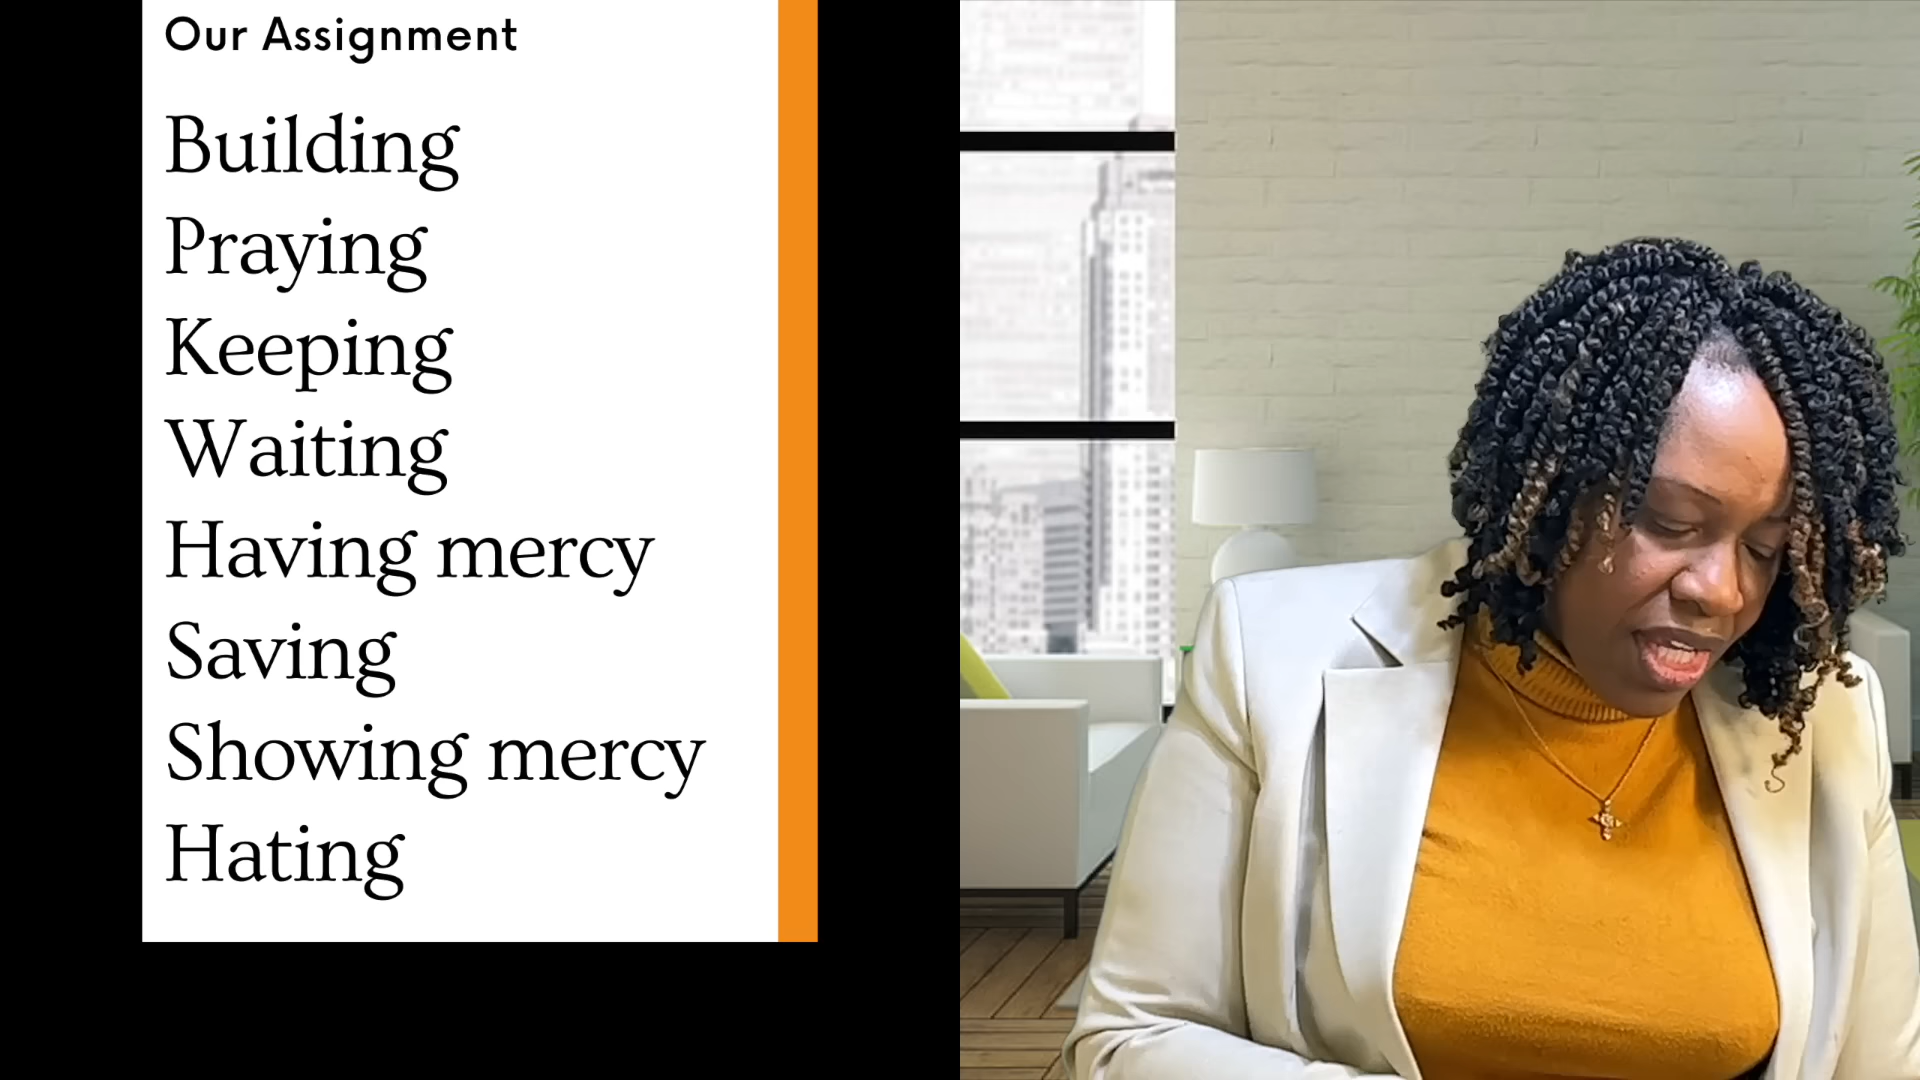 Our Assignment
Building
Praying
Keeping
Waiting
Having mercy
Saving
Showing mercy
Hating